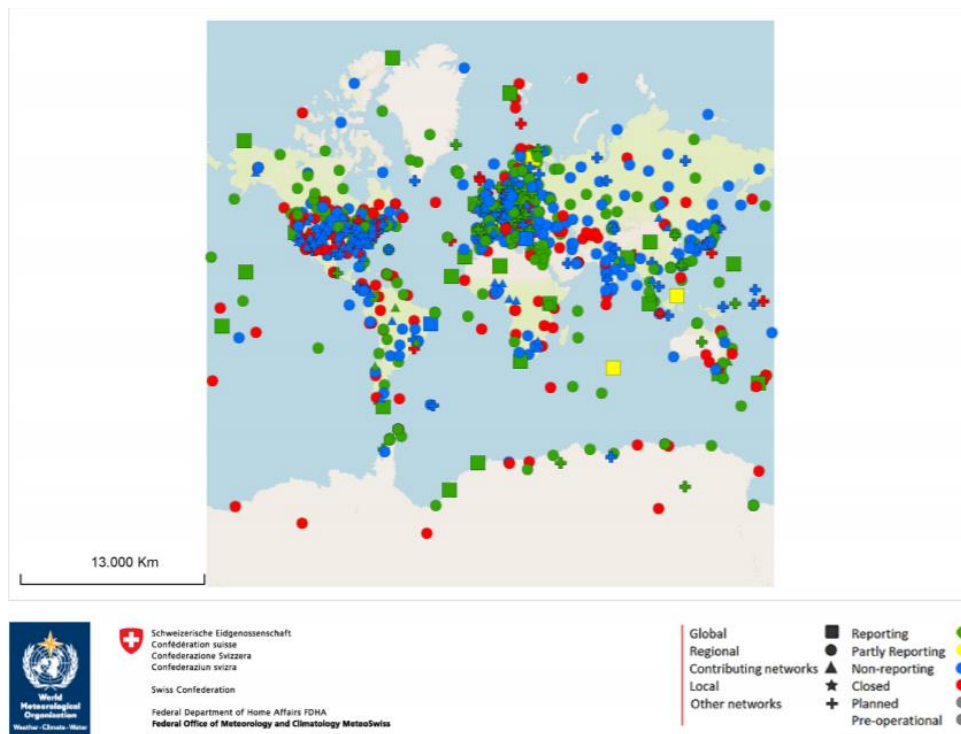 13.000 Km
World
Meteorological
Organisation
Weather · Climate · Water
Schweizerische Eidgenossenschaft
Confédération suisse
Confederazione Svizzera
Confederaziun svizra
Swiss Confederation
Federal Department of Home Affairs FDHA
Federal Office of Meteorology and Climatology MeteoSwiss
Global
Regional
Contributing networks
Local
Other networks
Reporting
Partly Reporting
Non-reporting
Closed
Planned
Pre-operational